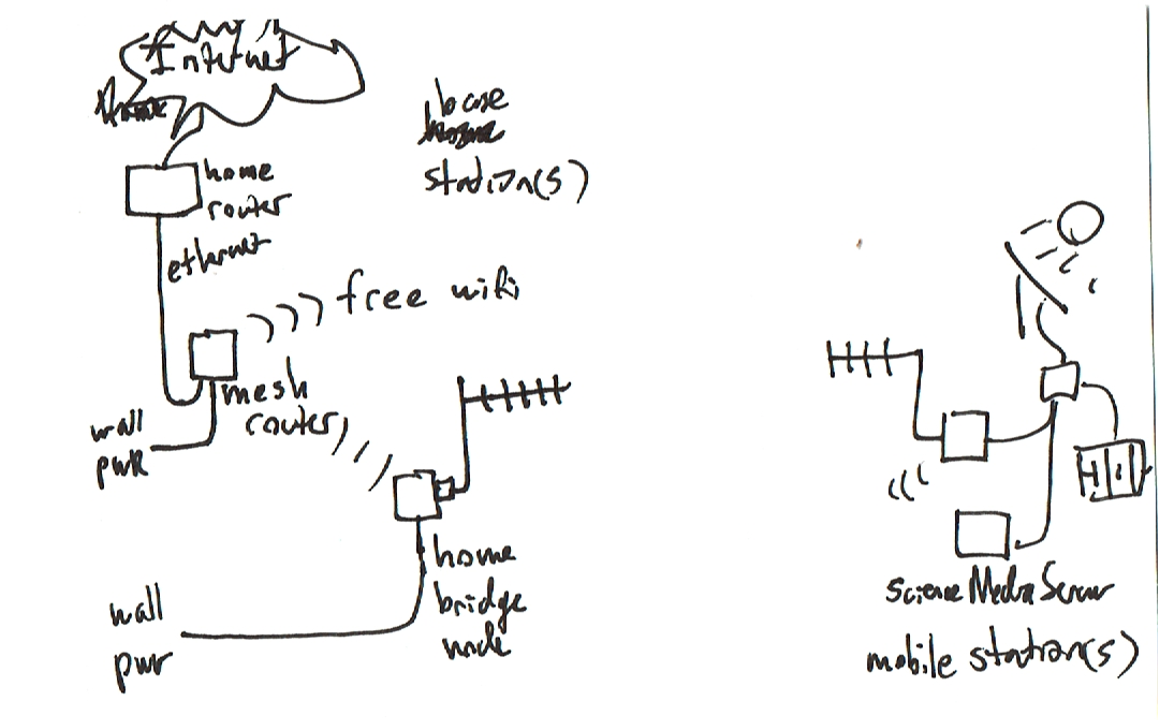 Internet
home
router
ethernet
free wifi
mesh
router
wall
pwr
base
station(s)
home
bridge
node
wall
pwr
Science Media Server
mobile station(s)